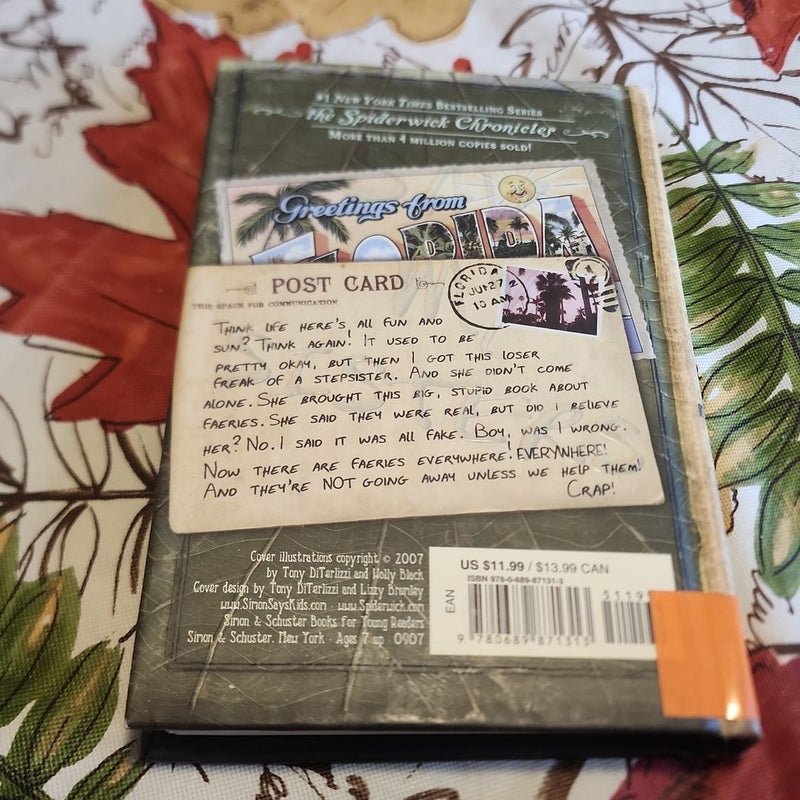 #1 New York Times Bestselling Series
the Spiderwick Chronicles
More than 4 million copies sold!
Greetings from
FLORIDA
POST CARD
THIS SPACE FOR COMMUNICATION
FLORIDA
JUN 27
10 AM
THINK LIFE HERE'S ALL FUN AND
SUN? THINK AGAIN! IT USED TO BE
PRETTY OKAY, BUT THEN I GOT THIS LOSER
FREAK OF A STEPSISTER. AND SHE DIDN'T COME
ALONE. SHE BROUGHT THIS BIG, STUPID BOOK ABOUT
FAERIES. SHE SAID THEY WERE REAL, BUT DID I BELIEVE
HER? NO. I SAID IT WAS ALL FAKE. BOY, WAS I WRONG.
NOW THERE ARE FAERIES EVERYWHERE! EVERYWHERE!
AND THEY'RE NOT GOING AWAY UNLESS WE HELP THEM!
CRAP!
Cover illustrations copyright © 2007
by Tony DiTerlizzi and Holly Black
Cover design by Tony DiTerlizzi and Lizzy Bromley
www.SimonSaysKids.com · www.Spiderwick.com
Simon & Schuster Books for Young Readers
Simon & Schuster, New York · Ages 7 up · 0907
US $11.99 / $13.99 CAN
ISBN 978-0-689-87131-3
EAN
5119
9 780689 871313